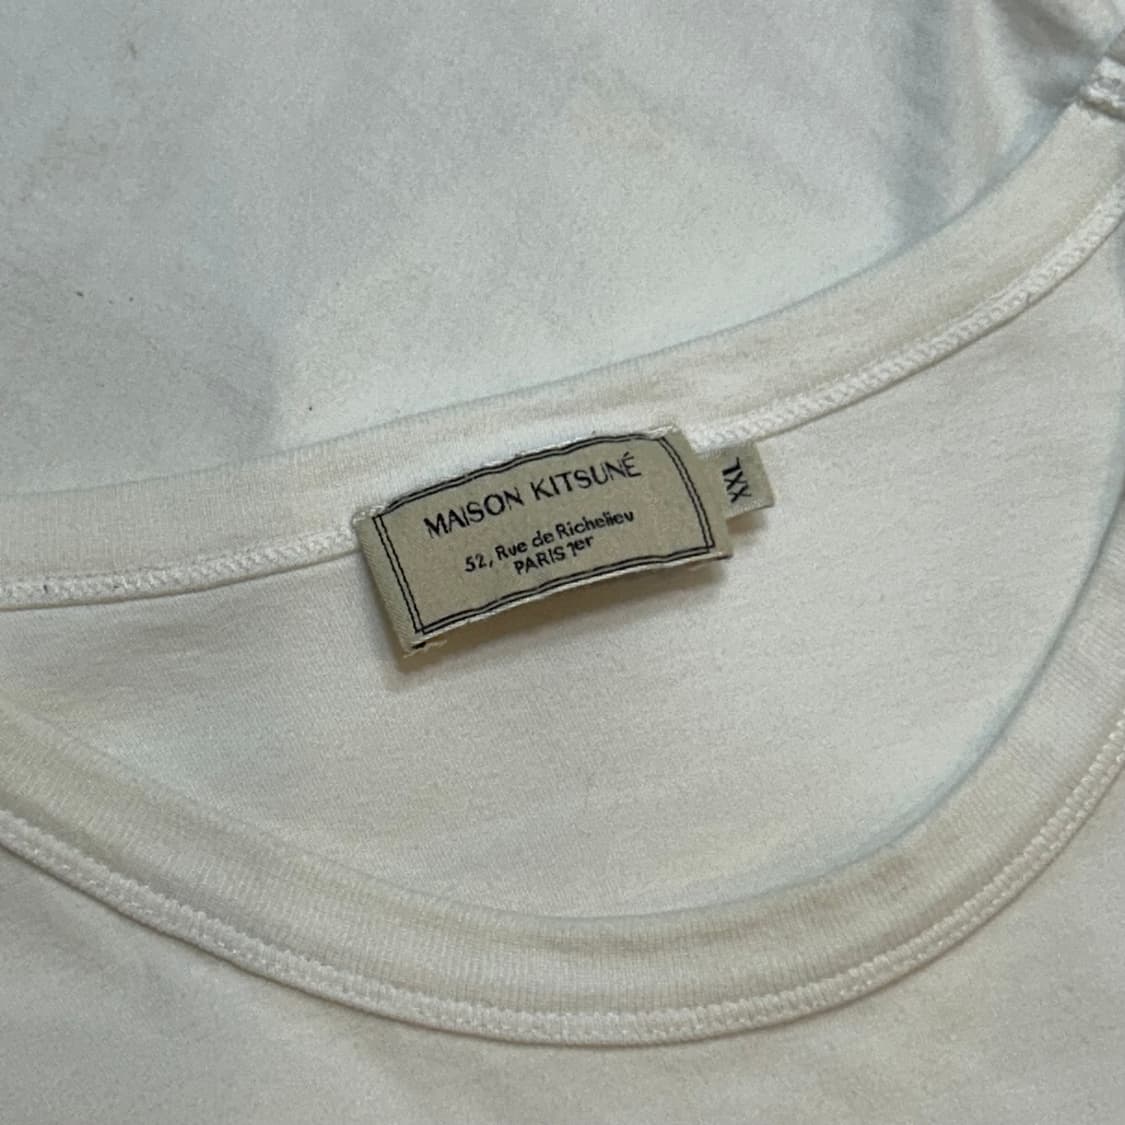 MAISON KITSUNÉ
52, Rue de Richelieu
PARIS 1er
XXL